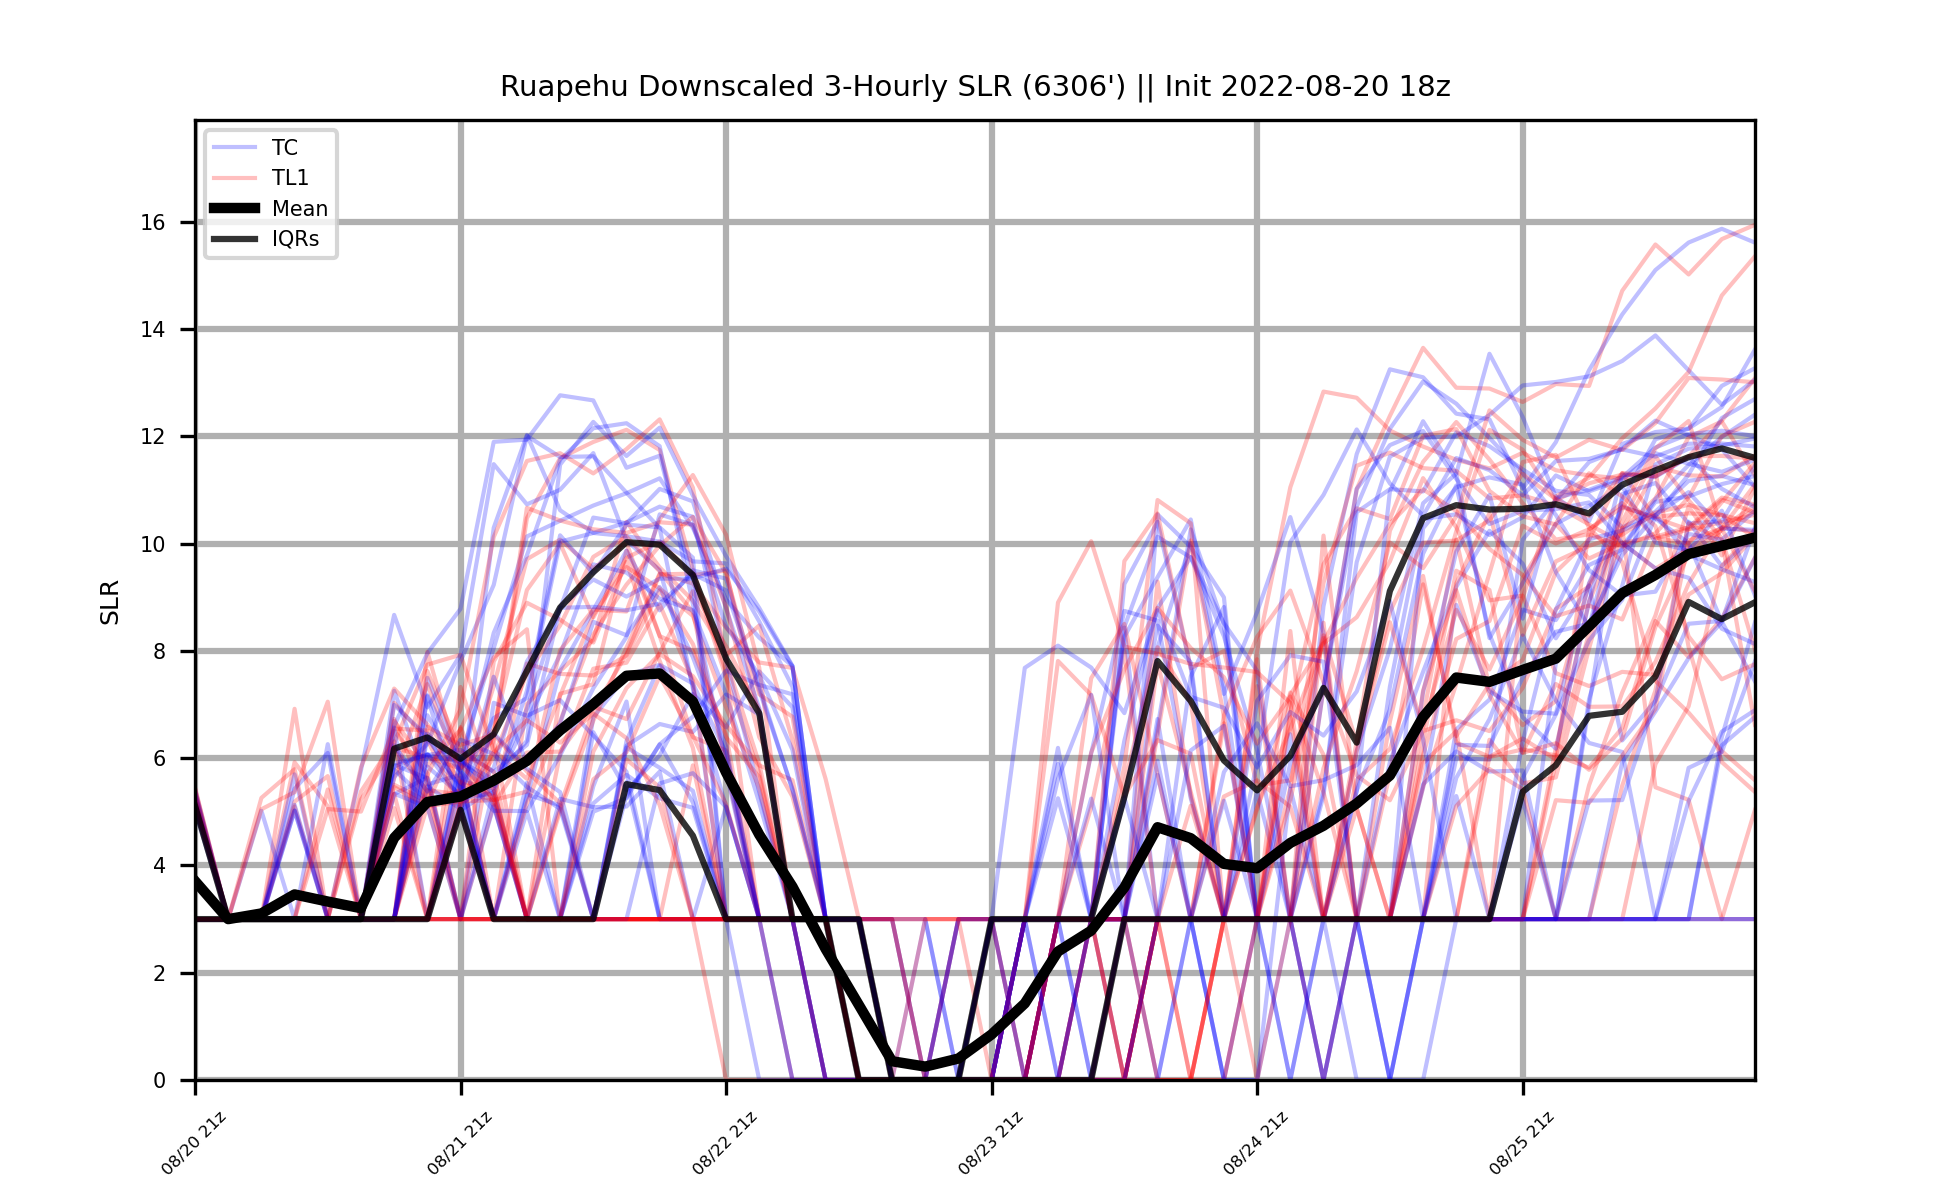 Ruapehu Downscaled 3-Hourly SLR (6306') || Init 2022-08-20 18z
TC
TL1
Mean
IQRs
16
14
12
10
8
6
4
2
0
SLR
08/20 21z
08/21 21z
08/22 21z
08/23 21z
08/24 21z
08/25 21z